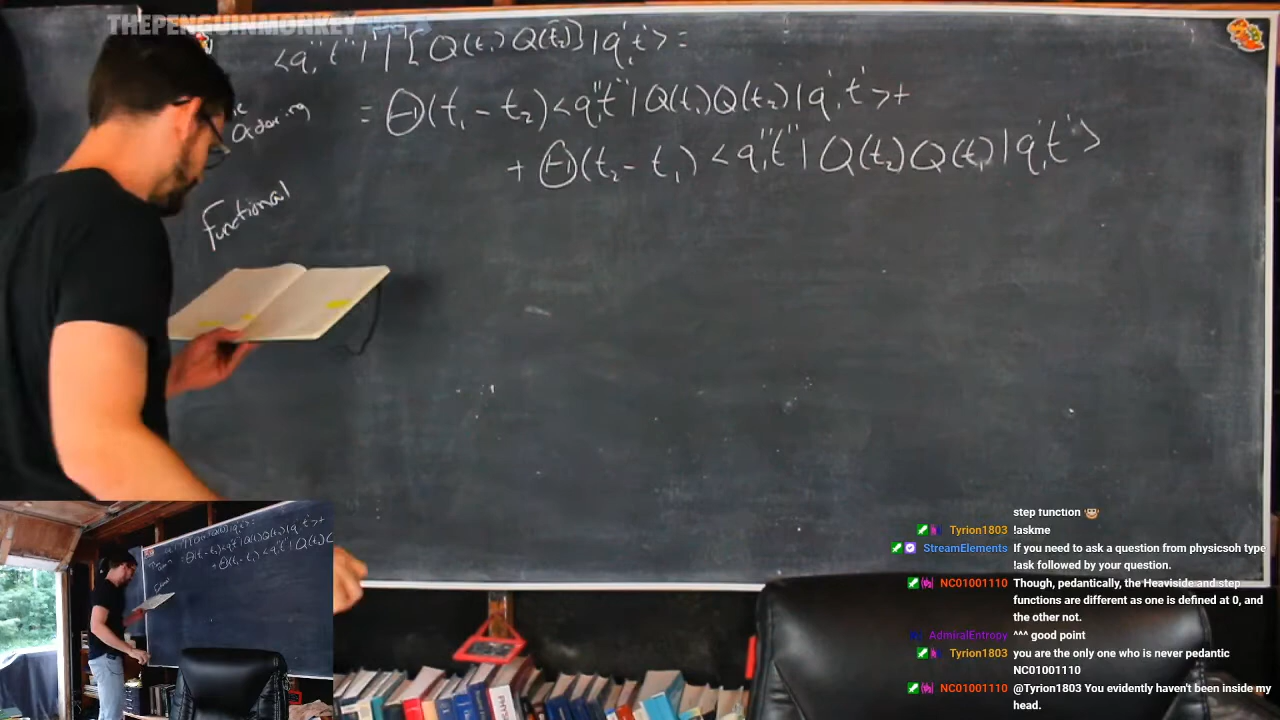 THEPENGUINMONKEY
<q,''t''|T[Q(t₁)Q(t₂)]|q,'t'> =
= Θ(t₁ - t₂)<q,''t''|Q(t₁)Q(t₂)|q,'t'> +
+ Θ(t₂ - t₁)<q,''t''|Q(t₂)Q(t₁)|q,'t'>
Ordering
Functional
step function
Tyrion1803 !askme
StreamElements If you need to ask a question from physicsoh type
!ask followed by your question.
NC01001110 Though, pedantically, the Heaviside and step
functions are different as one is defined at 0, and
the other not.
AdmiralEntropy ^^^ good point
Tyrion1803 you are the only one who is never pedantic
NC01001110
NC01001110 @Tyrion1803 You evidently haven't been inside my
head.